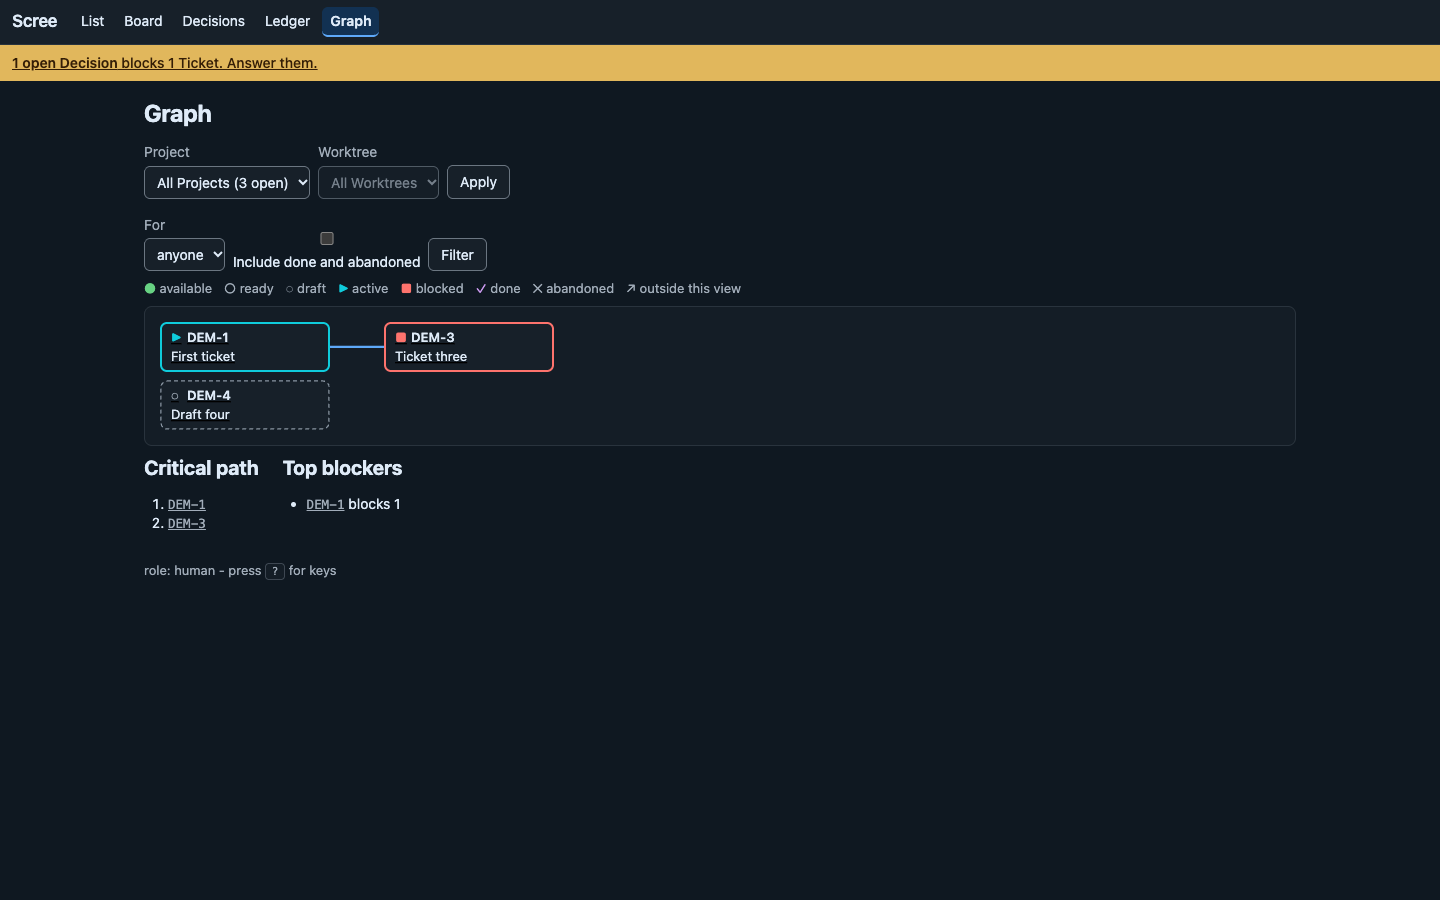 Scree List Board Decisions Ledger Graph
1 open Decision blocks 1 Ticket. Answer them.
Graph
Project Worktree
All Projects (3 open) All Worktrees Apply
For
anyone Include done and abandoned Filter
available ready draft active blocked done abandoned outside this view
DEM-1 DEM-3
First ticket Ticket three
DEM-4
Draft four
Critical path Top blockers
1. DEM-1 • DEM-1 blocks 1
2. DEM-3
role: human - press ? for keys